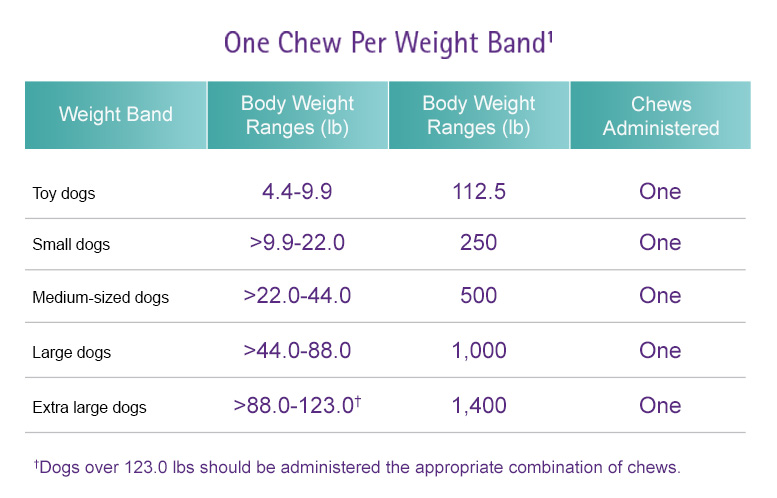 One Chew Per Weight Band¹
Weight Band
Body Weight
Ranges (lb)
Body Weight
Ranges (lb)
Chews
Administered
Toy dogs 4.4-9.9 112.5 One
Small dogs >9.9-22.0 250 One
Medium-sized dogs >22.0-44.0 500 One
Large dogs >44.0-88.0 1,000 One
Extra large dogs >88.0-123.0† 1,400 One
†Dogs over 123.0 lbs should be administered the appropriate combination of chews.